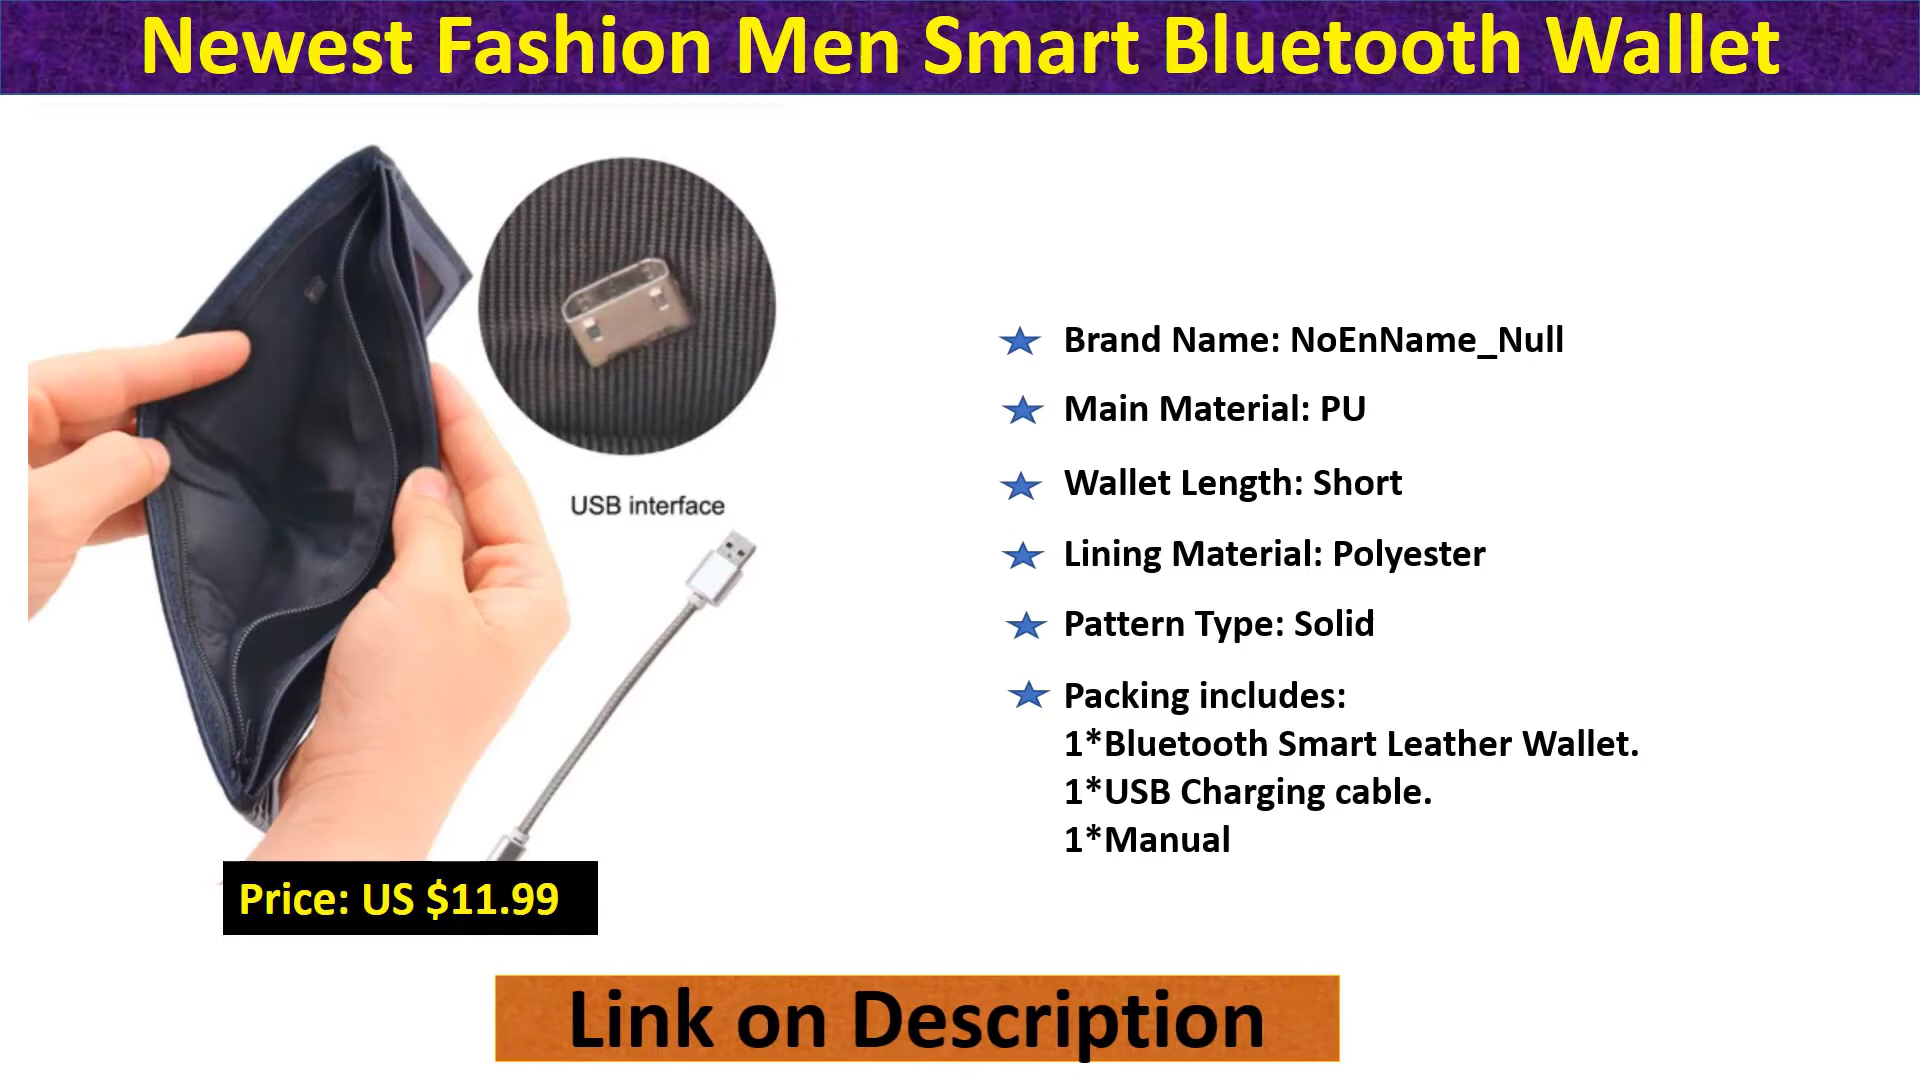 Newest Fashion Men Smart Bluetooth Wallet
USB interface
Brand Name: NoEnName_Null
Main Material: PU
Wallet Length: Short
Lining Material: Polyester
Pattern Type: Solid
Packing includes:
1*Bluetooth Smart Leather Wallet.
1*USB Charging cable.
1*Manual
Price: US $11.99
Link on Description